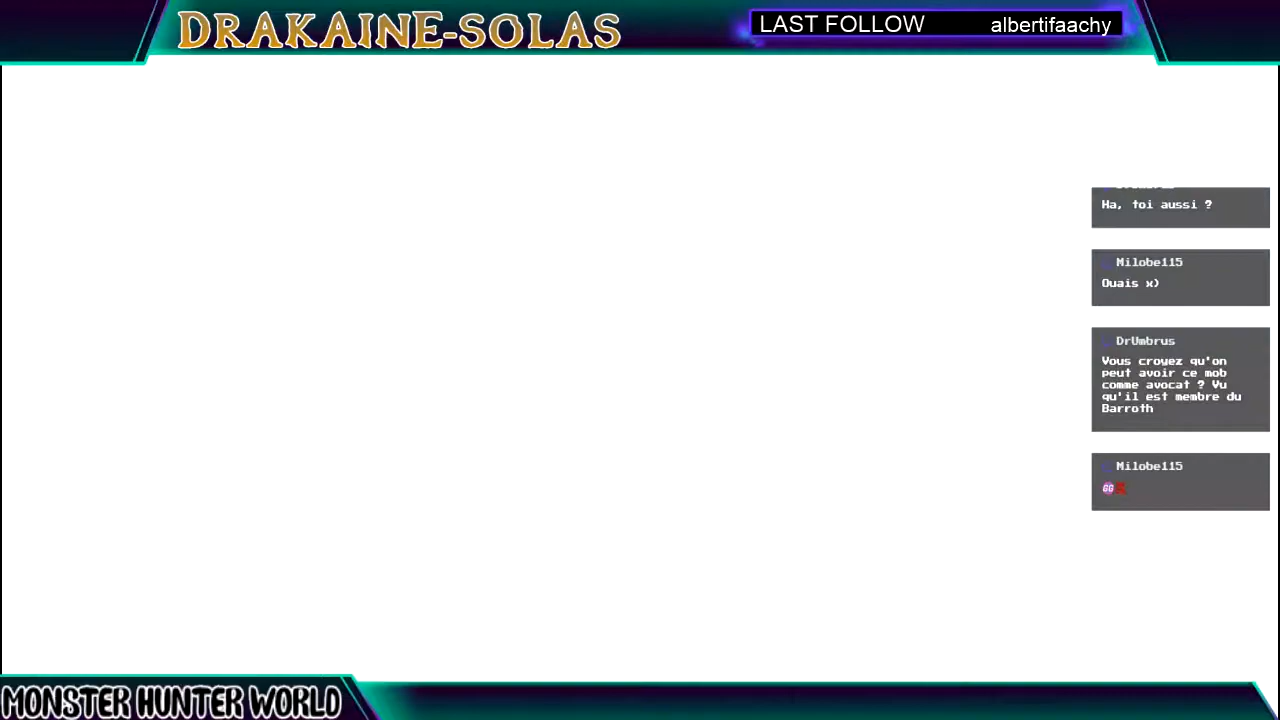 DRAKAINE-SOLAS
LAST FOLLOW albertifaachy
Ha, toi aussi ?
Milobe115
Ouais x)
DrUmbrus
Vous croyez qu'on
peut avoir ce mob
comme avocat ? Vu
qu'il est membre du
Barroth
Milobe115
GG
MONSTER HUNTER WORLD